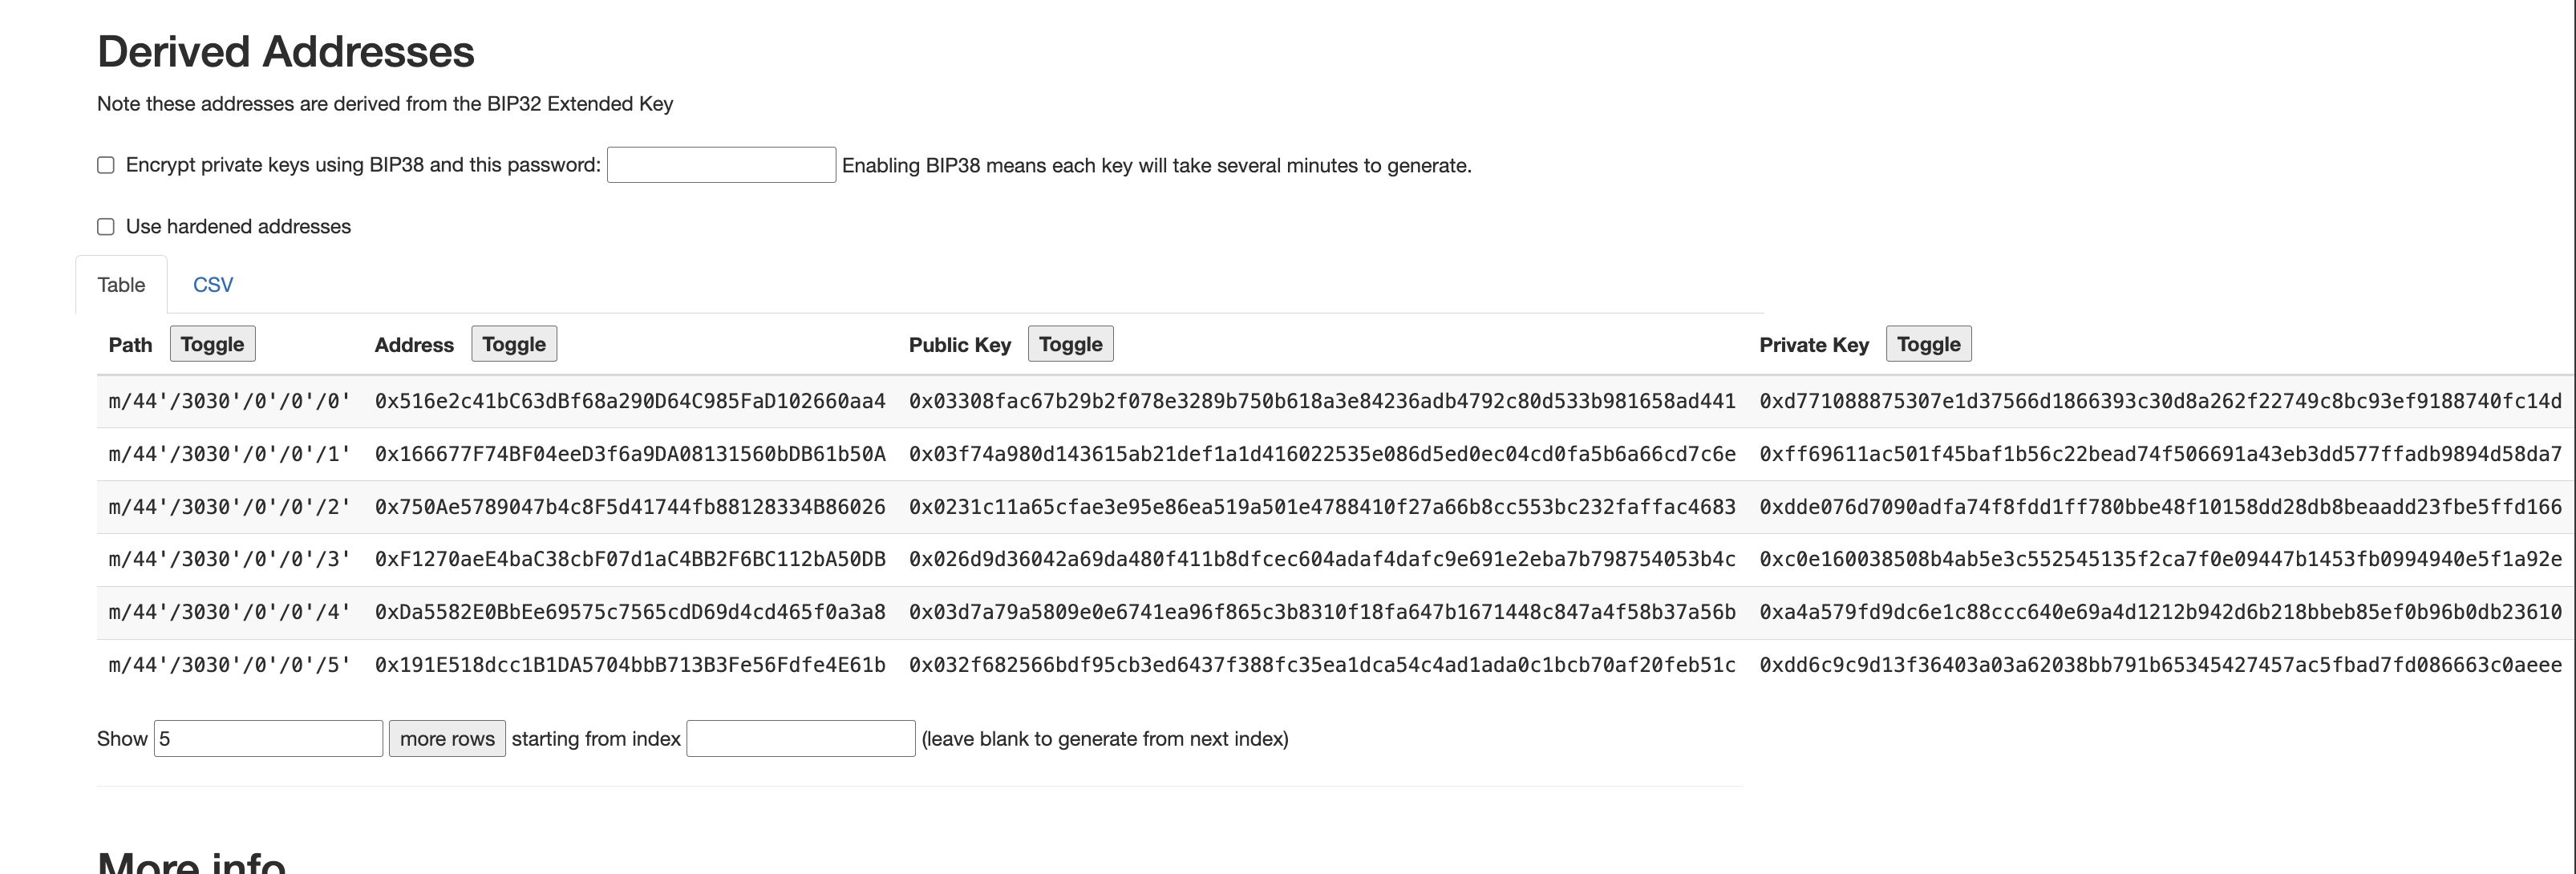 Derived Addresses
Note these addresses are derived from the BIP32 Extended Key
Encrypt private keys using BIP38 and this password: Enabling BIP38 means each key will take several minutes to generate.
Use hardened addresses
Table CSV
Path Toggle Address Toggle Public Key Toggle Private Key Toggle
m/44'/3030'/0'/0'/0' 0x516e2c41bC63dBf68a290D64C985FaD102660aa4 0x03308fac67b29b2f078e3289b750b618a3e84236adb4792c80d533b981658ad441 0xd771088875307e1d37566d1866393c30d8a262f22749c8bc93ef9188740fc14d
m/44'/3030'/0'/0'/1' 0x166677F74BF04eeD3f6a9DA08131560bDB61b50A 0x03f74a980d143615ab21def1a1d416022535e086d5ed0ec04cd0fa5b6a66cd7c6e 0xff69611ac501f45baf1b56c22bead74f506691a43eb3dd577ffadb9894d58da7
m/44'/3030'/0'/0'/2' 0x750Ae5789047b4c8F5d41744fb88128334B86026 0x0231c11a65cfae3e95e86ea519a501e4788410f27a66b8cc553bc232faffac4683 0xdde076d7090adfa74f8fdd1ff780bbe48f10158dd28db8beaadd23fbe5ffd166
m/44'/3030'/0'/0'/3' 0xF1270aeE4baC38cbF07d1aC4BB2F6BC112bA50DB 0x026d9d36042a69da480f411b8dfcec604adaf4dafc9e691e2eba7b798754053b4c 0xc0e160038508b4ab5e3c552545135f2ca7f0e09447b1453fb0994940e5f1a92e
m/44'/3030'/0'/0'/4' 0xDa5582E0BbEe69575c7565cdD69d4cd465f0a3a8 0x03d7a79a5809e0e6741ea96f865c3b8310f18fa647b1671448c847a4f58b37a56b 0xa4a579fd9dc6e1c88ccc640e69a4d1212b942d6b218bbeb85ef0b96b0db23610
m/44'/3030'/0'/0'/5' 0x191E518dcc1B1DA5704bbB713B3Fe56Fdfe4E61b 0x032f682566bdf95cb3ed6437f388fc35ea1dca54c4ad1ada0c1bcb70af20feb51c 0xdd6c9c9d13f36403a03a62038bb791b65345427457ac5fbad7fd086663c0aeee
Show 5 more rows starting from index (leave blank to generate from next index)
More info